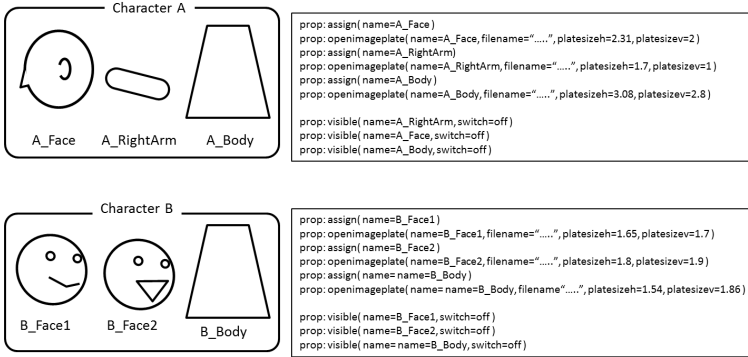 Character A
A_Face
A_RightArm
A_Body
prop: assign( name=A_Face )
prop: openimageplate( name=A_Face, filename=“…..”, platesizeh=2.31, platesizev=2 )
prop: assign( name=A_RightArm)
prop: openimageplate( name=A_RightArm, filename=“…..”, platesizeh=1.7, platesizev=1 )
prop: assign( name=A_Body )
prop: openimageplate( name=A_Body, filename=“…..”, platesizeh=3.08, platesizev=2.8 )
prop: visible( name=A_RightArm, switch=off )
prop: visible( name=A_Face, switch=off )
prop: visible( name=A_Body, switch=off )
Character B
B_Face1
B_Face2
B_Body
prop: assign( name=B_Face1 )
prop: openimageplate( name=B_Face1, filename=“…..”, platesizeh=1.65, platesizev=1.7 )
prop: assign( name=B_Face2 )
prop: openimageplate( name=B_Face2, filename=“…..”, platesizeh=1.8, platesizev=1.9 )
prop: assign( name= name=B_Body )
prop: openimageplate( name= name=B_Body, filename“…..”, platesizeh=1.54, platesizev=1.86 )
prop: visible( name=B_Face1, switch=off )
prop: visible( name=B_Face2, switch=off )
prop: visible( name= name=B_Body, switch=off )